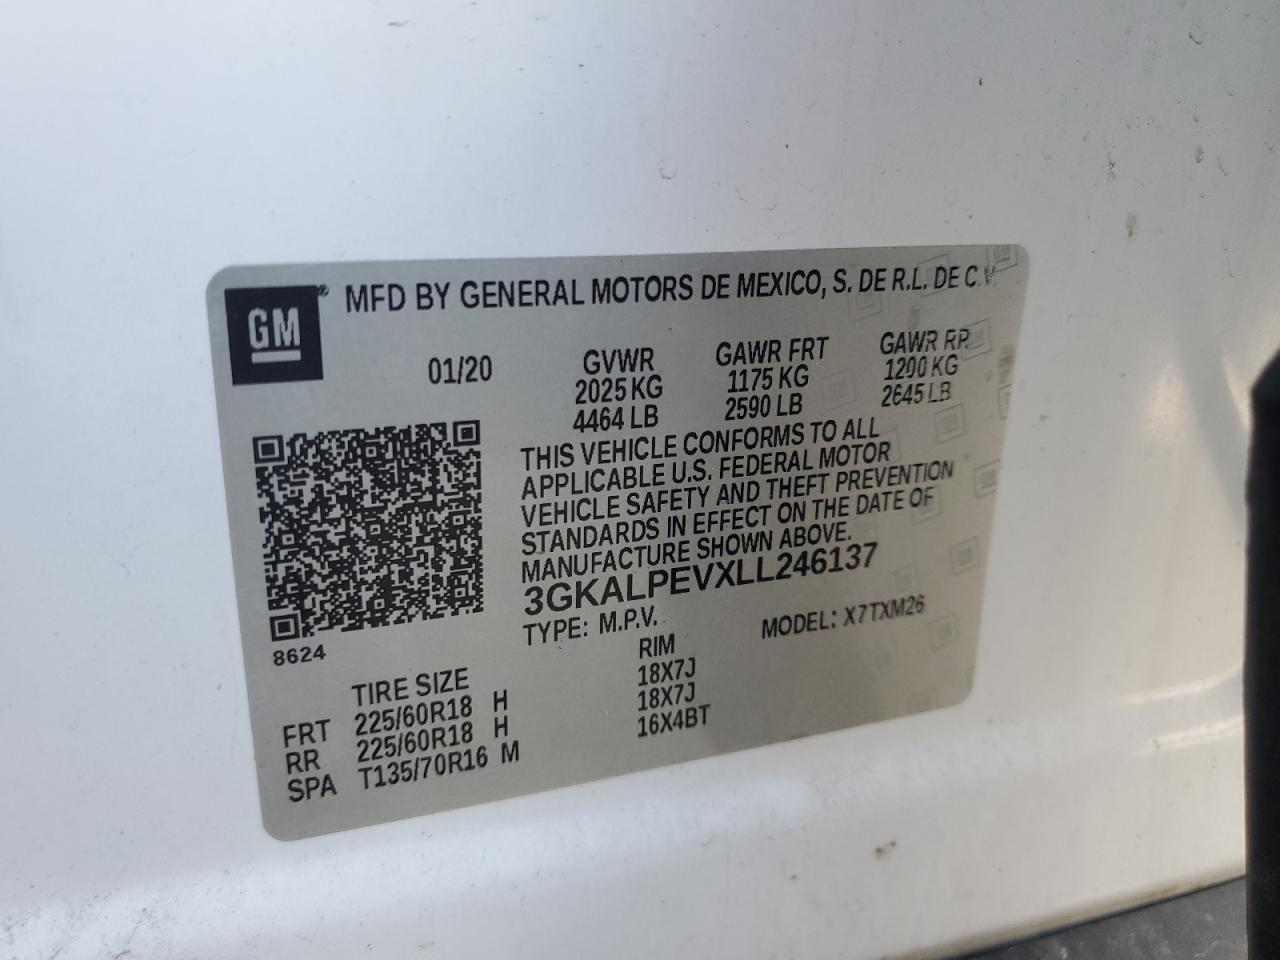 GM ® MFD BY GENERAL MOTORS DE MEXICO, S. DE R.L. DE C.V.
01/20 GVWR GAWR FRT GAWR RR
2025 KG 1175 KG 1200 KG
4464 LB 2590 LB 2645 LB
THIS VEHICLE CONFORMS TO ALL
APPLICABLE U.S. FEDERAL MOTOR
VEHICLE SAFETY AND THEFT PREVENTION
STANDARDS IN EFFECT ON THE DATE OF
MANUFACTURE SHOWN ABOVE.
3GKALPEVXLL246137
TYPE: M.P.V. MODEL: X7TXM26
8624
TIRE SIZE RIM
FRT 225/60R18 H 18X7J
RR 225/60R18 H 18X7J
SPA T135/70R16 M 16X4BT